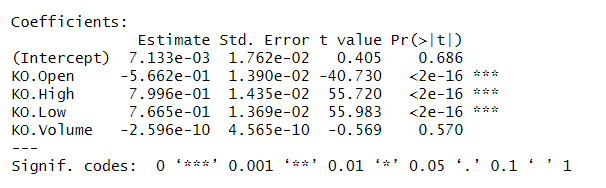 Coefficients:
              Estimate Std. Error t value Pr(>|t|)
(Intercept)  7.133e-03  1.762e-02   0.405    0.686
KO.Open     -5.662e-01  1.390e-02 -40.730   <2e-16 ***
KO.High      7.996e-01  1.435e-02  55.720   <2e-16 ***
KO.Low       7.665e-01  1.369e-02  55.983   <2e-16 ***
KO.Volume   -2.596e-10  4.565e-10  -0.569    0.570
---
Signif. codes:  0 ‘***’ 0.001 ‘**’ 0.01 ‘*’ 0.05 ‘.’ 0.1 ‘ ’ 1